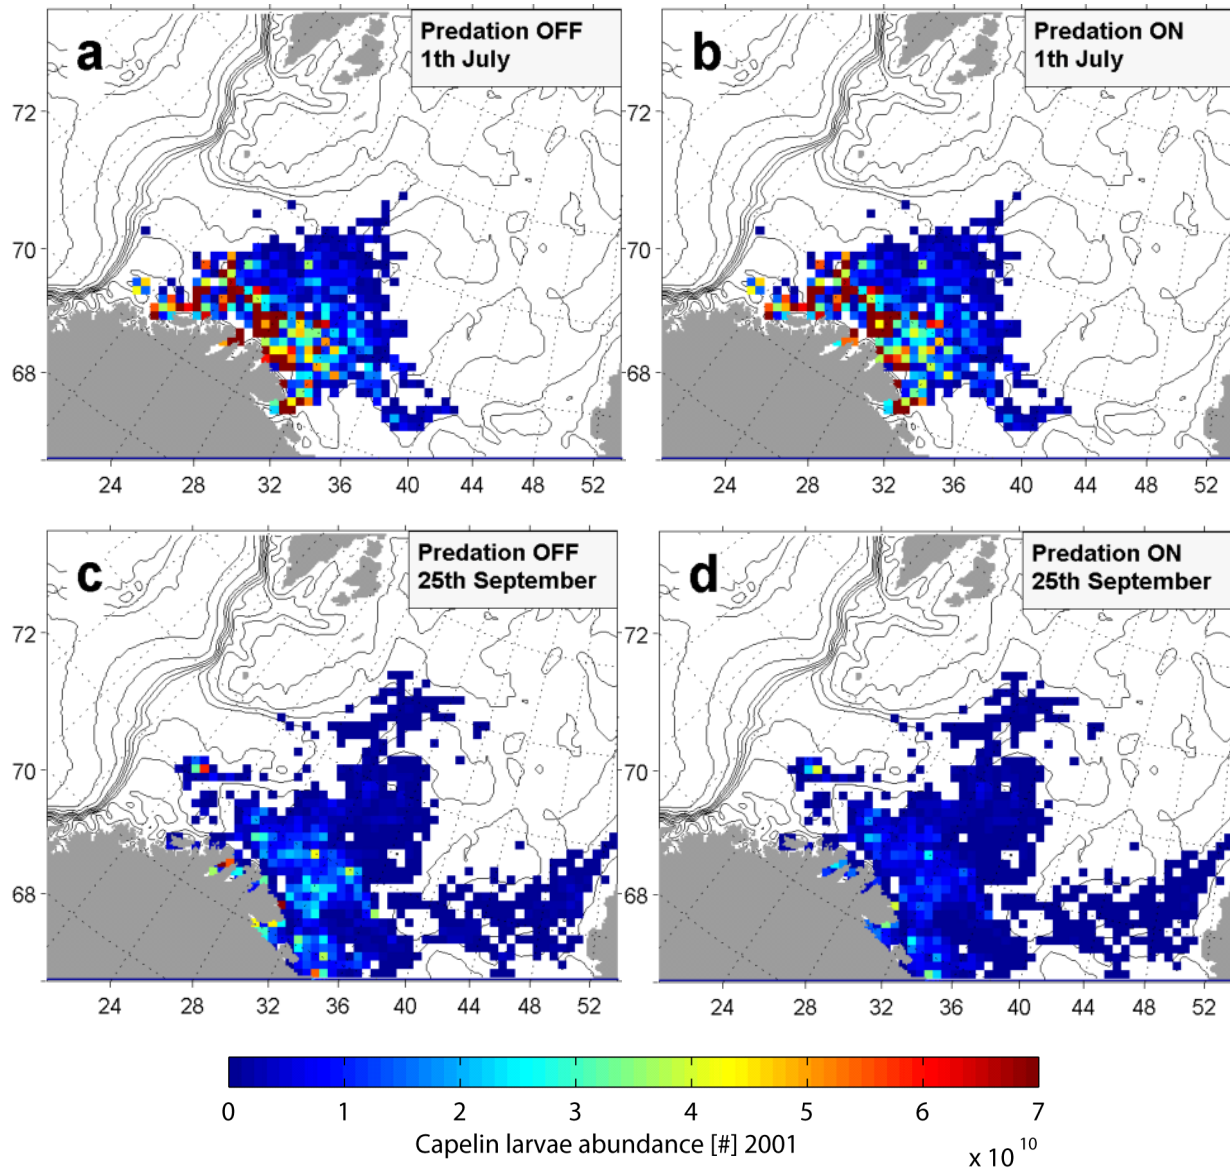 a
Predation OFF
1th July
72
70
68
24 28 32 36 40 44 48 52
b
Predation ON
1th July
72
70
68
24 28 32 36 40 44 48 52
c
Predation OFF
25th September
72
70
68
24 28 32 36 40 44 48 52
d
Predation ON
25th September
72
70
68
24 28 32 36 40 44 48 52
0 1 2 3 4 5 6 7
Capelin larvae abundance [#] 2001
x 10 10